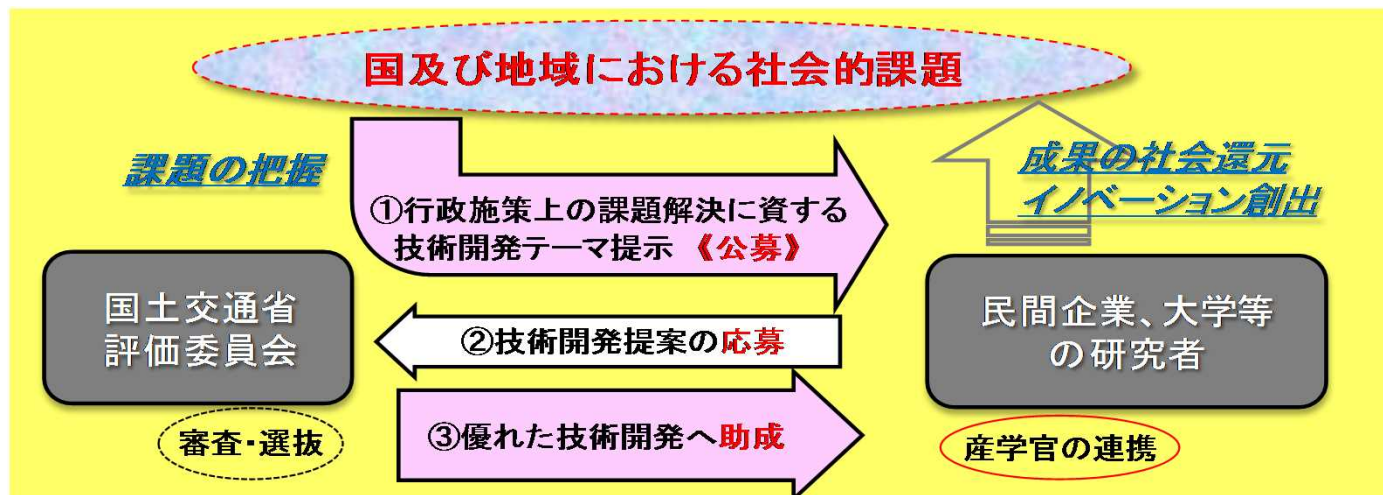 国及び地域における社会的課題
課題の把握
成果の社会還元
イノベーション創出
①行政施策上の課題解決に資する
技術開発テーマ提示 《公募》
国土交通省
評価委員会
②技術開発提案の応募
民間企業、大学等
の研究者
審査・選抜
③優れた技術開発へ助成
産学官の連携